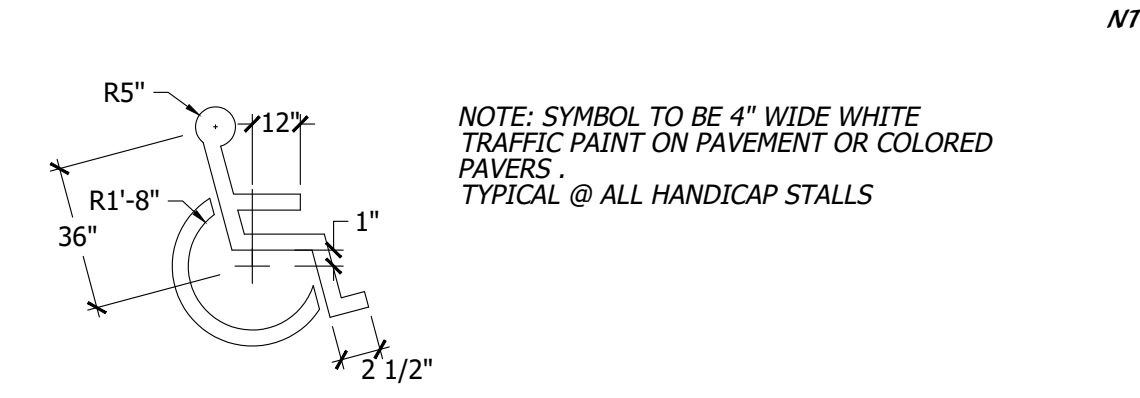 R5"
12"
R1'-8"
36"
1"
2 1/2"
NOTE: SYMBOL TO BE 4" WIDE WHITE
TRAFFIC PAINT ON PAVEMENT OR COLORED
PAVERS .
TYPICAL @ ALL HANDICAP STALLS